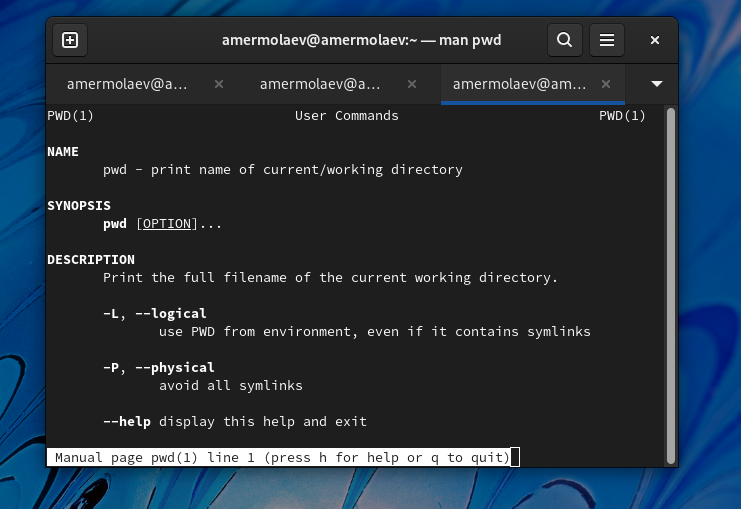 amermolaev@amermolaev:~ — man pwd
amermolaev@a… amermolaev@a… amermolaev@am…
PWD(1) User Commands PWD(1)
NAME
pwd - print name of current/working directory
SYNOPSIS
pwd [OPTION]...
DESCRIPTION
Print the full filename of the current working directory.
-L, --logical
use PWD from environment, even if it contains symlinks
-P, --physical
avoid all symlinks
--help display this help and exit
Manual page pwd(1) line 1 (press h for help or q to quit)